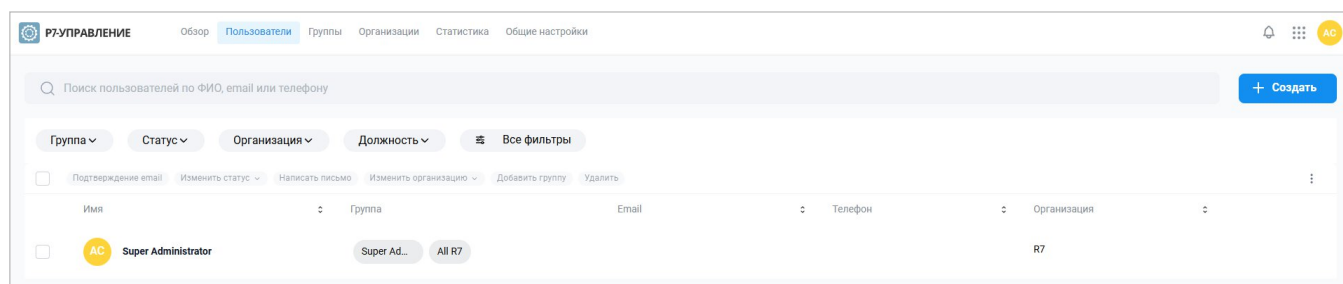 Р7-УПРАВЛЕНИЕ Обзор Пользователи Группы Организации Статистика Общие настройки АС
Поиск пользователей по ФИО, email или телефону + Создать
Группа Статус Организация Должность Все фильтры
Подтверждение email Изменить статус Написать письмо Изменить организацию Добавить группу Удалить
Имя Группа Email Телефон Организация
АС Super Administrator Super Ad... All R7 R7